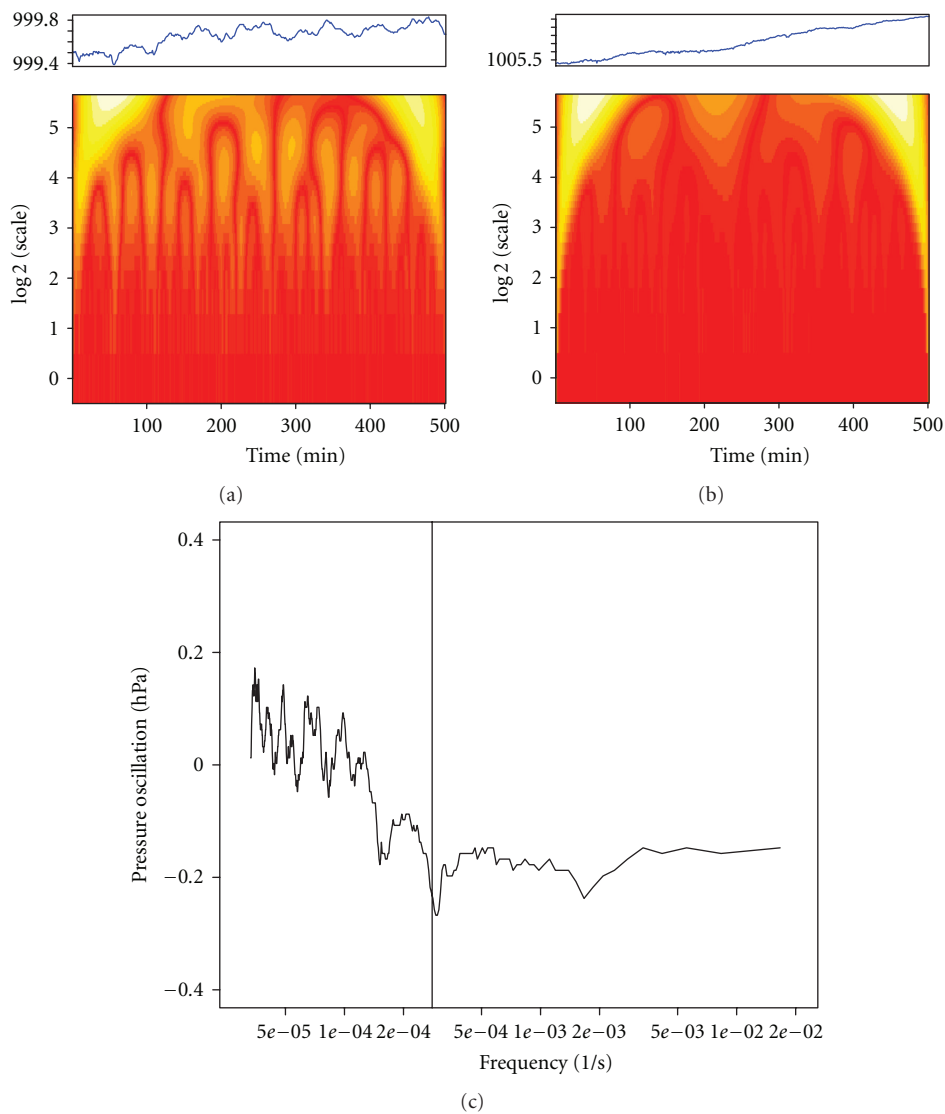 999.8
999.4
1005.5
5
4
3
2
1
0
log 2 (scale)
100 200 300 400 500
Time (min)
(a)
5
4
3
2
1
0
log 2 (scale)
100 200 300 400 500
Time (min)
(b)
0.4
0.2
0
−0.2
−0.4
Pressure oscillation (hPa)
5e−05 1e−04 2e−04 5e−04 1e−03 2e−03 5e−03 1e−02 2e−02
Frequency (1/s)
(c)